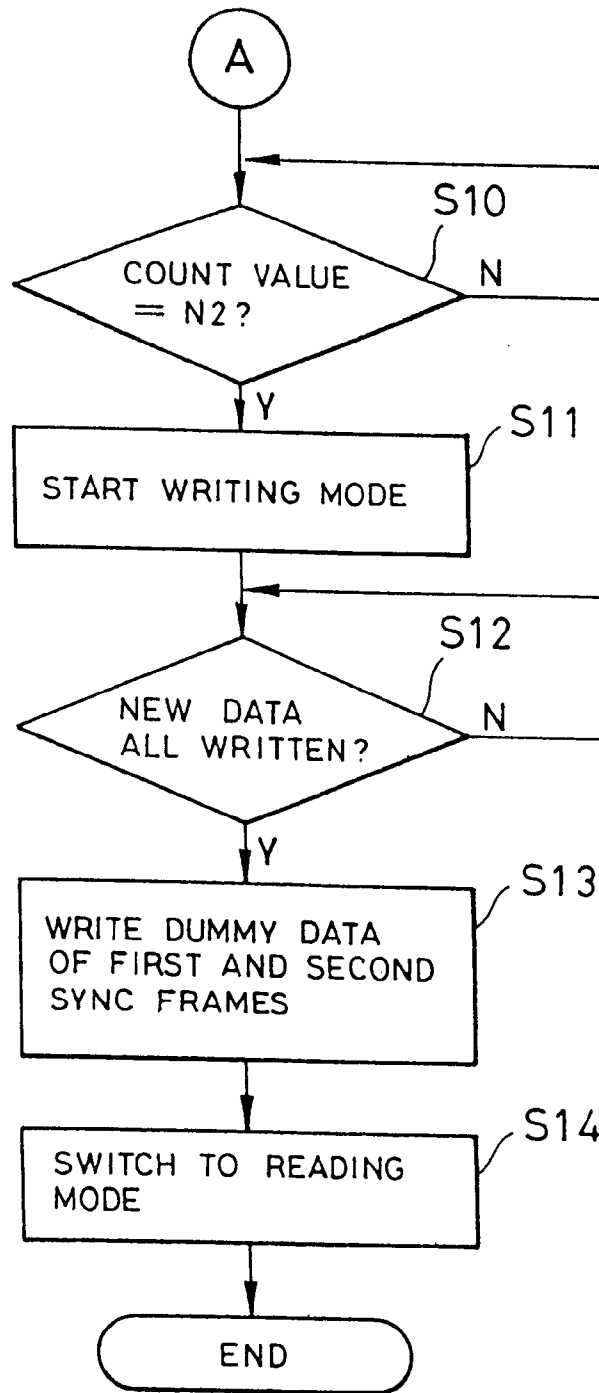 A
S10
COUNT VALUE
= N2?
N
Y
S11
START WRITING MODE
S12
NEW DATA
ALL WRITTEN?
N
Y
S13
WRITE DUMMY DATA
OF FIRST AND SECOND
SYNC FRAMES
S14
SWITCH TO READING
MODE
END